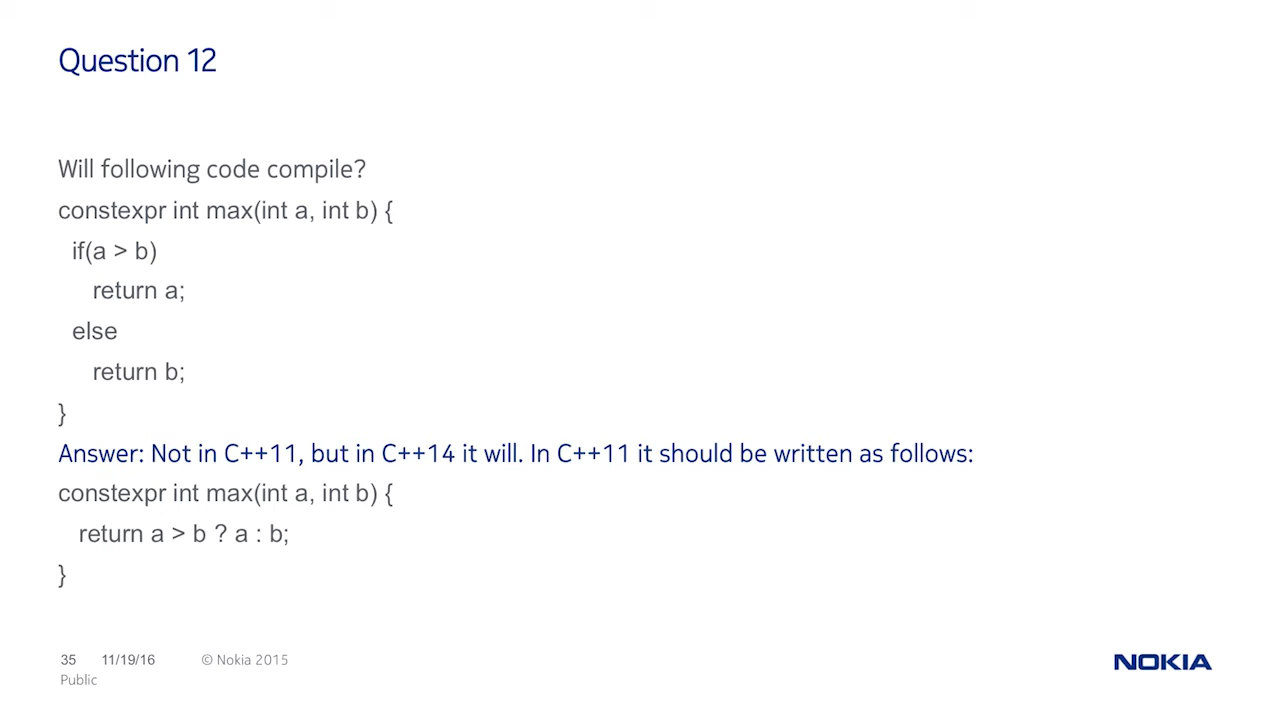 Question 12
Will following code compile?
constexpr int max(int a, int b) {
if(a > b)
return a;
else
return b;
}
Answer: Not in C++11, but in C++14 it will. In C++11 it should be written as follows:
constexpr int max(int a, int b) {
return a > b ? a : b;
}
35 11/19/16 © Nokia 2015
Public
NOKIA